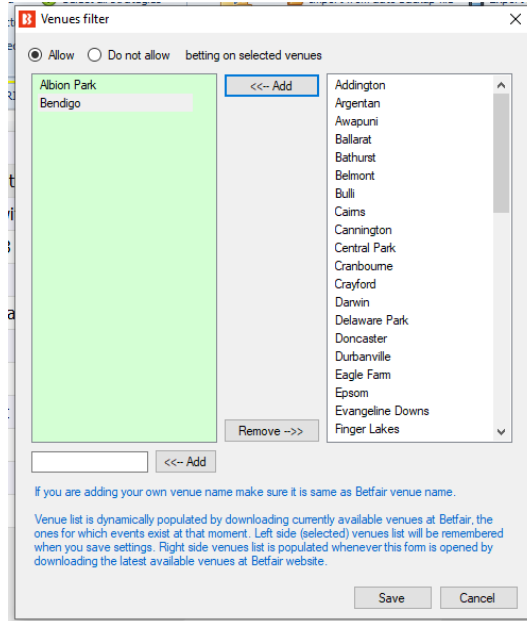 Venues filter
Allow
Do not allow
betting on selected venues
Albion Park
Bendigo
<<-- Add
Addington
Argentan
Awapuni
Ballarat
Bathurst
Belmont
Bulli
Cairns
Cannington
Central Park
Cranbourne
Crayford
Darwin
Delaware Park
Doncaster
Durbanville
Eagle Farm
Epsom
Evangeline Downs
Finger Lakes
Remove -->>
<<-- Add
If you are adding your own venue name make sure it is same as Betfair venue name.
Venue list is dynamically populated by downloading currently available venues at Betfair, the
ones for which events exist at that moment. Left side (selected) venues list will be remembered
when you save settings. Right side venues list is populated whenever this form is opened by
downloading the latest available venues at Betfair website.
Save
Cancel